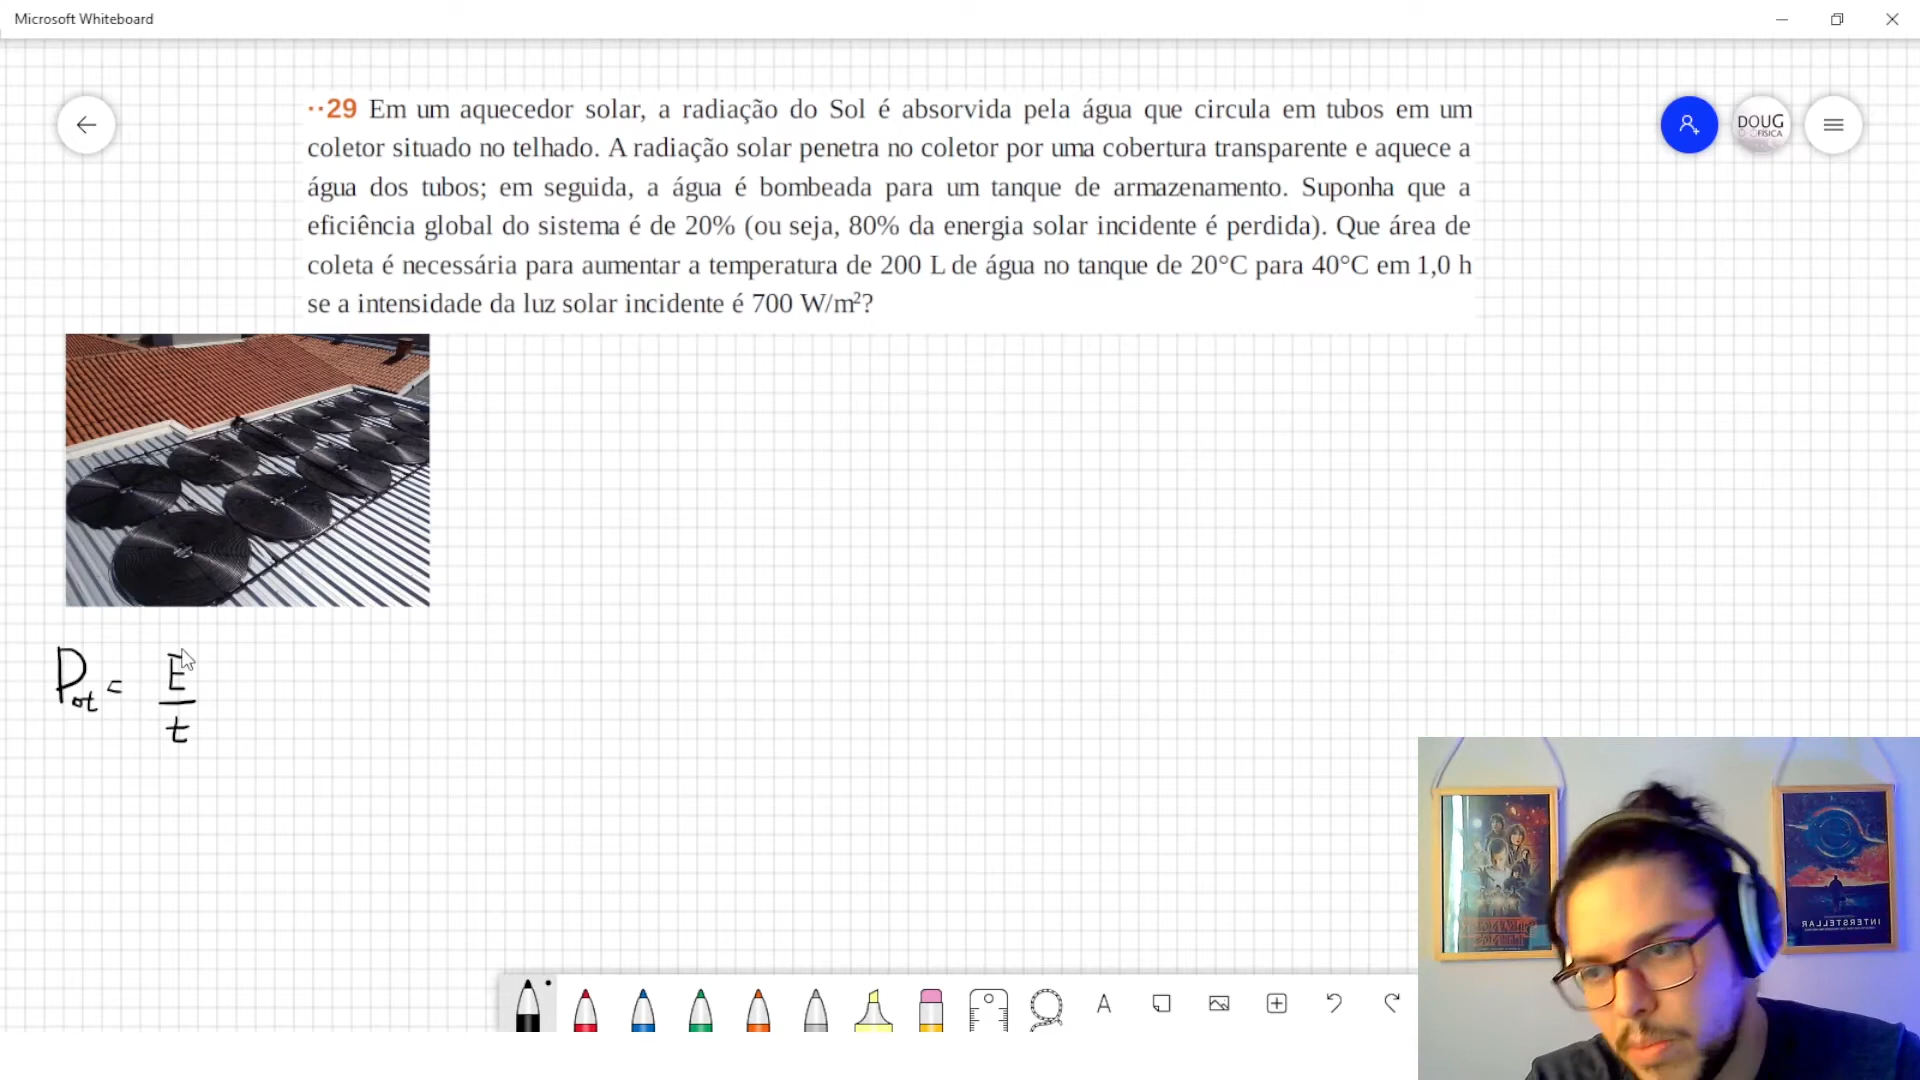 Microsoft Whiteboard
··29 Em um aquecedor solar, a radiação do Sol é absorvida pela água que circula em tubos em um
coletor situado no telhado. A radiação solar penetra no coletor por uma cobertura transparente e aquece a
água dos tubos; em seguida, a água é bombeada para um tanque de armazenamento. Suponha que a
eficiência global do sistema é de 20% (ou seja, 80% da energia solar incidente é perdida). Que área de
coleta é necessária para aumentar a temperatura de 200 L de água no tanque de 20°C para 40°C em 1,0 h
se a intensidade da luz solar incidente é 700 W/m²?
DOUG
FÍSICA
Pot = E
t
INTERSTELLAR
A